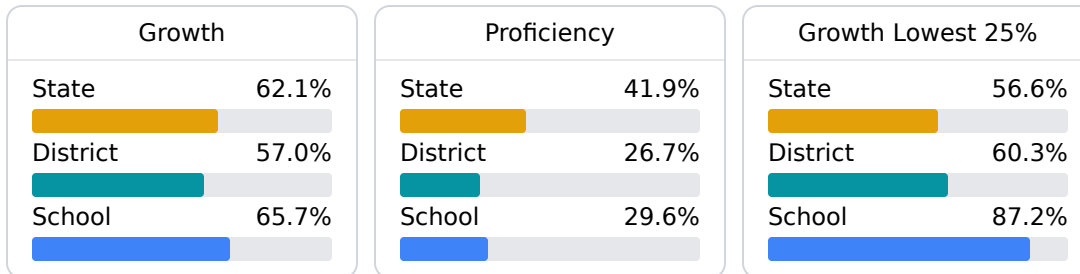 Growth
State 62.1%
District 57.0%
School 65.7%
Proficiency
State 41.9%
District 26.7%
School 29.6%
Growth Lowest 25%
State 56.6%
District 60.3%
School 87.2%